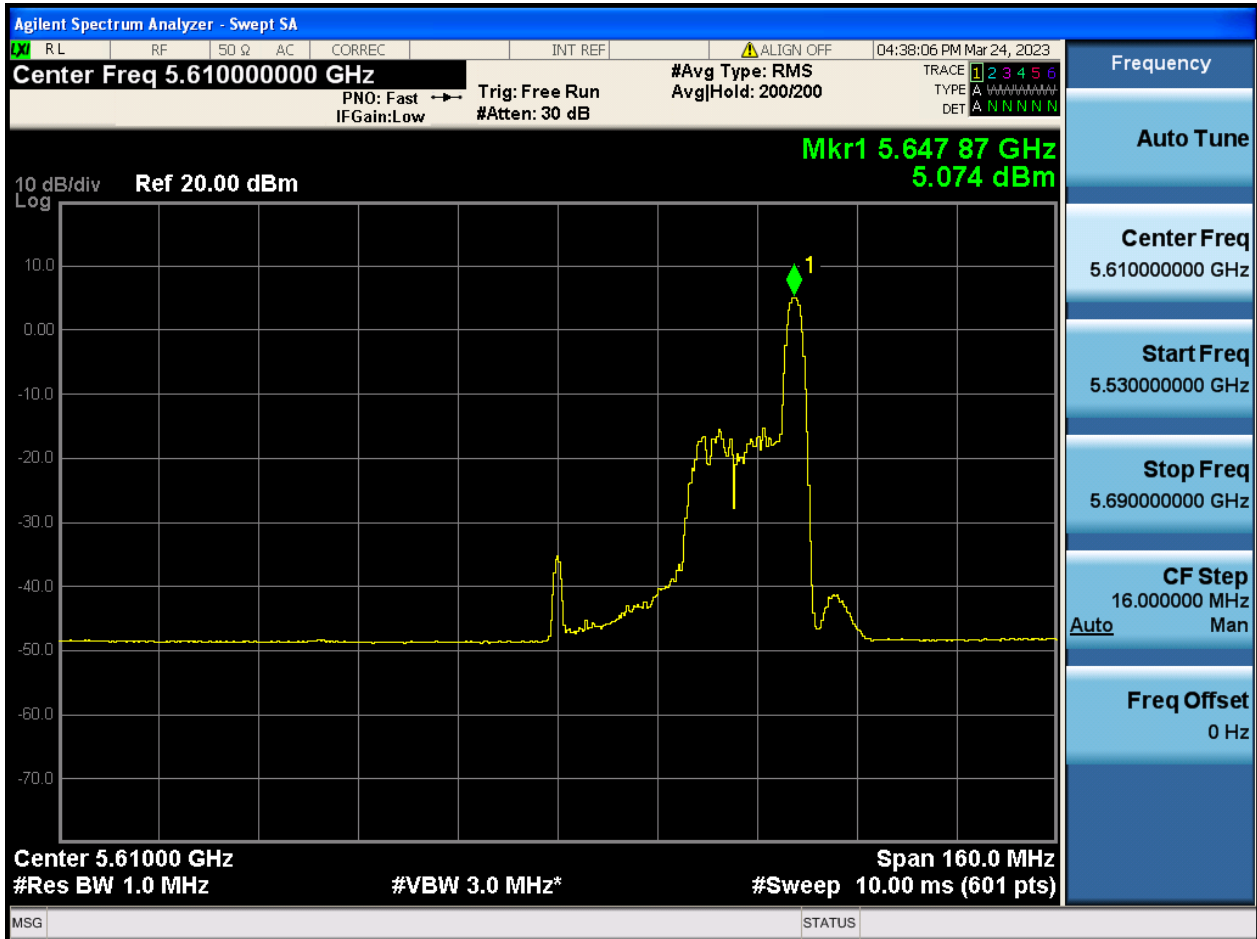 Agilent Spectrum Analyzer - Swept SA
LXI RL RF 50 Ω AC CORREC INT REF ALIGN OFF 04:38:06 PM Mar 24, 2023
Center Freq 5.610000000 GHz
PNO: Fast
IFGain:Low
Trig: Free Run
#Atten: 30 dB
#Avg Type: RMS
Avg|Hold: 200/200
TRACE 1 2 3 4 5 6
TYPE A WWWWW
DET A N N N N N
Mkr1 5.647 87 GHz
5.074 dBm
10 dB/div Ref 20.00 dBm
Log
10.0
1
0.00
-10.0
-20.0
-30.0
-40.0
-50.0
-60.0
-70.0
Center 5.61000 GHz Span 160.0 MHz
#Res BW 1.0 MHz #VBW 3.0 MHz* #Sweep 10.00 ms (601 pts)
MSG STATUS
Frequency
Auto Tune
Center Freq
5.610000000 GHz
Start Freq
5.530000000 GHz
Stop Freq
5.690000000 GHz
CF Step
16.000000 MHz
Auto Man
Freq Offset
0 Hz